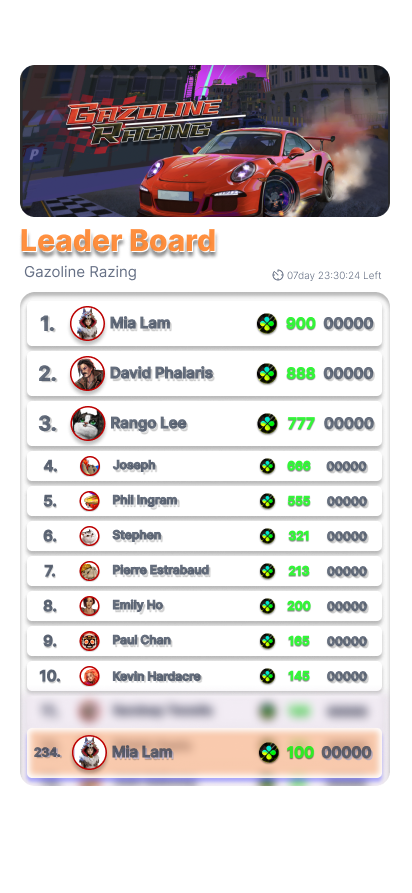 GAZOLINE
RACING
P
Leader Board
Gazoline Razing
07day 23:30:24 Left
1. Mia Lam 900 00000
2. David Phalaris 888 00000
3. Rango Lee 777 00000
4. Joseph 666 00000
5. Phil Ingram 555 00000
6. Stephen 321 00000
7. Pierre Estrabaud 213 00000
8. Emily Ho 200 00000
9. Paul Chan 165 00000
10. Kevin Hardacre 145 00000
234. Mia Lam 100 00000